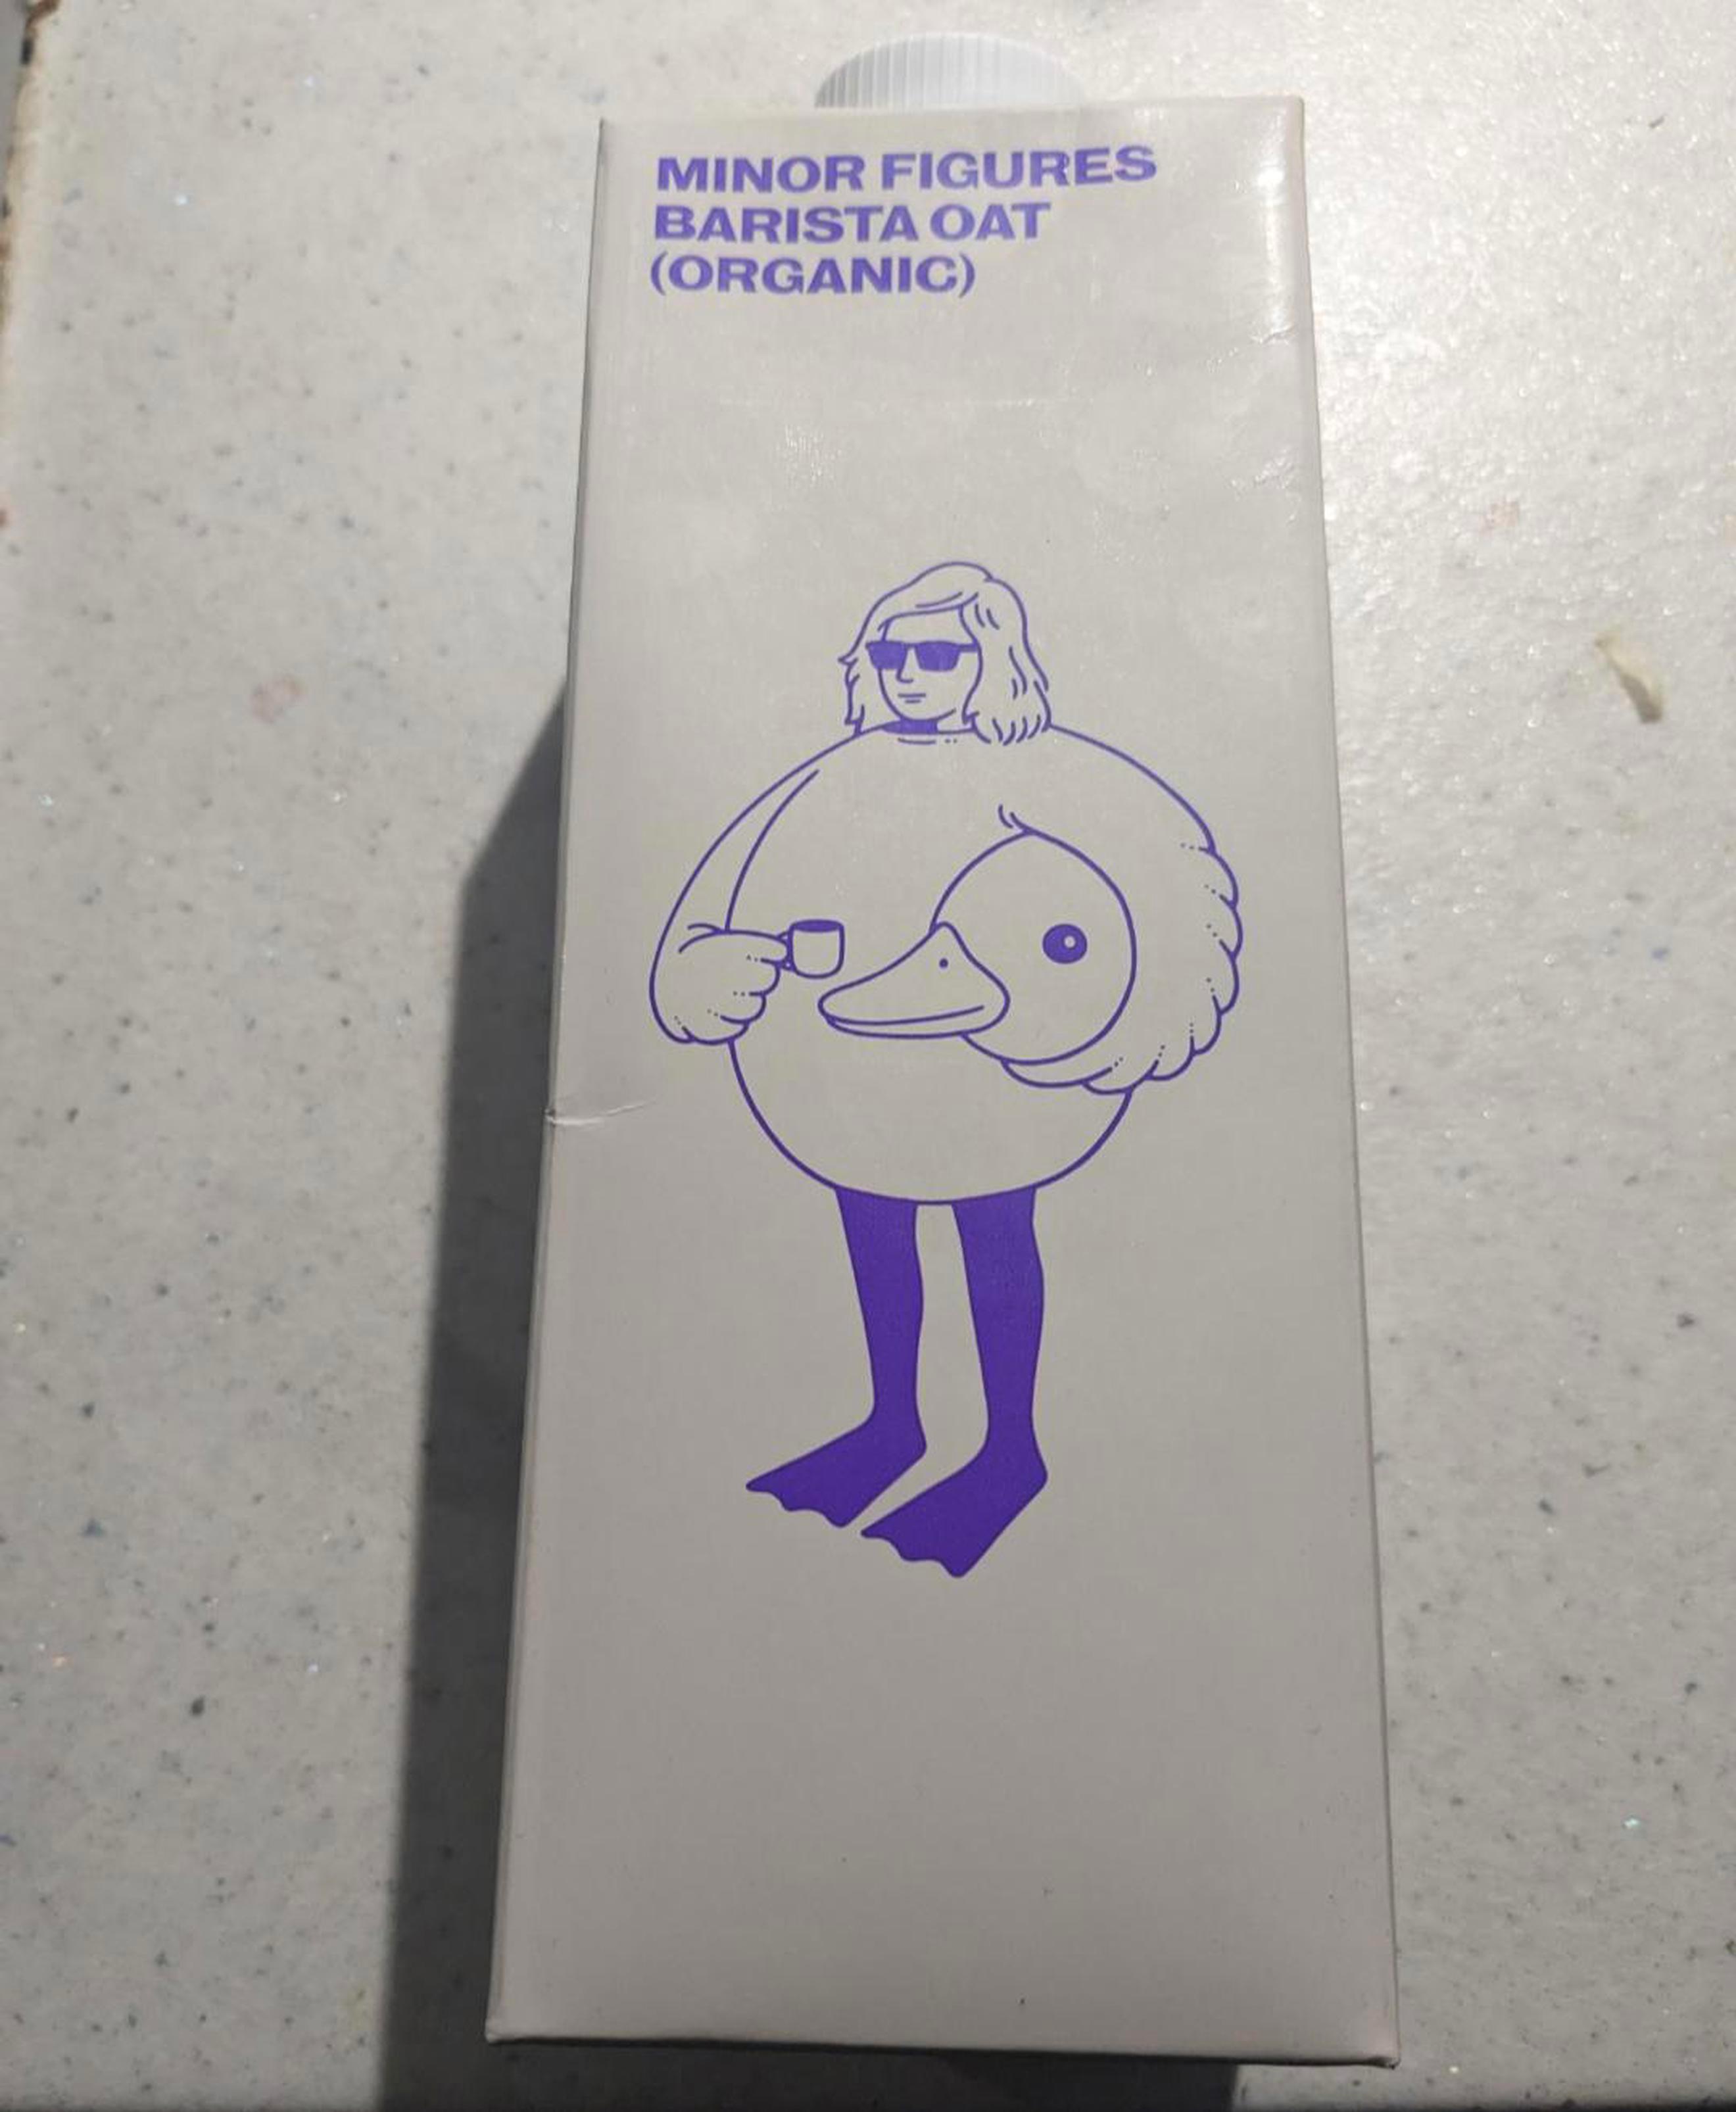 MINOR FIGURES
BARISTA OAT
(ORGANIC)